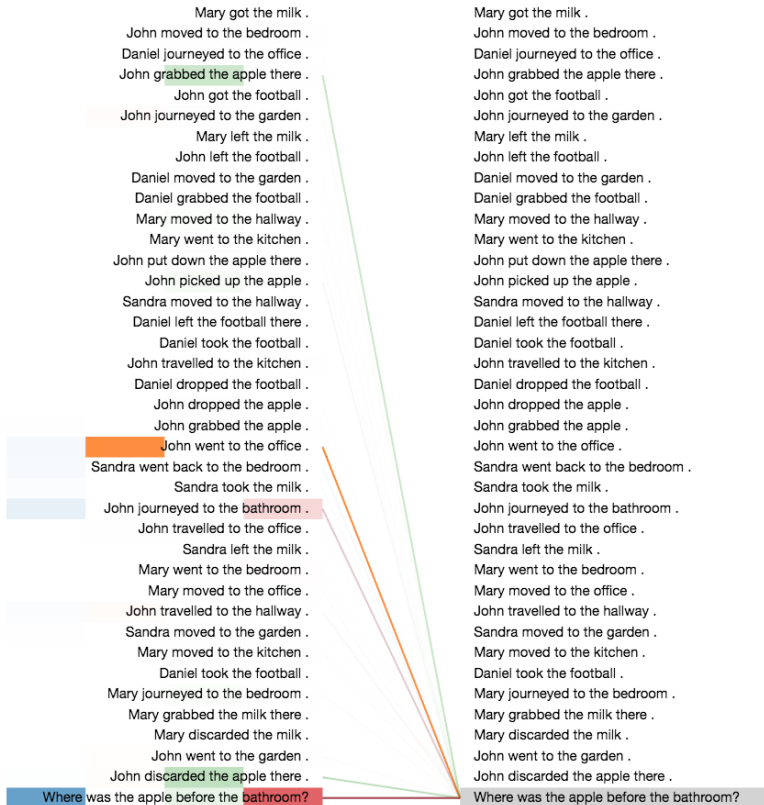 Mary got the milk .
John moved to the bedroom .
Daniel journeyed to the office .
John grabbed the apple there .
John got the football .
John journeyed to the garden .
Mary left the milk .
John left the football .
Daniel moved to the garden .
Daniel grabbed the football .
Mary moved to the hallway .
Mary went to the kitchen .
John put down the apple there .
John picked up the apple .
Sandra moved to the hallway .
Daniel left the football there .
Daniel took the football .
John travelled to the kitchen .
Daniel dropped the football .
John dropped the apple .
John grabbed the apple .
John went to the office .
Sandra went back to the bedroom .
Sandra took the milk .
John journeyed to the bathroom .
John travelled to the office .
Sandra left the milk .
Mary went to the bedroom .
Mary moved to the office .
John travelled to the hallway .
Sandra moved to the garden .
Mary moved to the kitchen .
Daniel took the football .
Mary journeyed to the bedroom .
Mary grabbed the milk there .
Mary discarded the milk .
John went to the garden .
John discarded the apple there .
Where was the apple before the bathroom?
Mary got the milk .
John moved to the bedroom .
Daniel journeyed to the office .
John grabbed the apple there .
John got the football .
John journeyed to the garden .
Mary left the milk .
John left the football .
Daniel moved to the garden .
Daniel grabbed the football .
Mary moved to the hallway .
Mary went to the kitchen .
John put down the apple there .
John picked up the apple .
Sandra moved to the hallway .
Daniel left the football there .
Daniel took the football .
John travelled to the kitchen .
Daniel dropped the football .
John dropped the apple .
John grabbed the apple .
John went to the office .
Sandra went back to the bedroom .
Sandra took the milk .
John journeyed to the bathroom .
John travelled to the office .
Sandra left the milk .
Mary went to the bedroom .
Mary moved to the office .
John travelled to the hallway .
Sandra moved to the garden .
Mary moved to the kitchen .
Daniel took the football .
Mary journeyed to the bedroom .
Mary grabbed the milk there .
Mary discarded the milk .
John went to the garden .
John discarded the apple there .
Where was the apple before the bathroom?